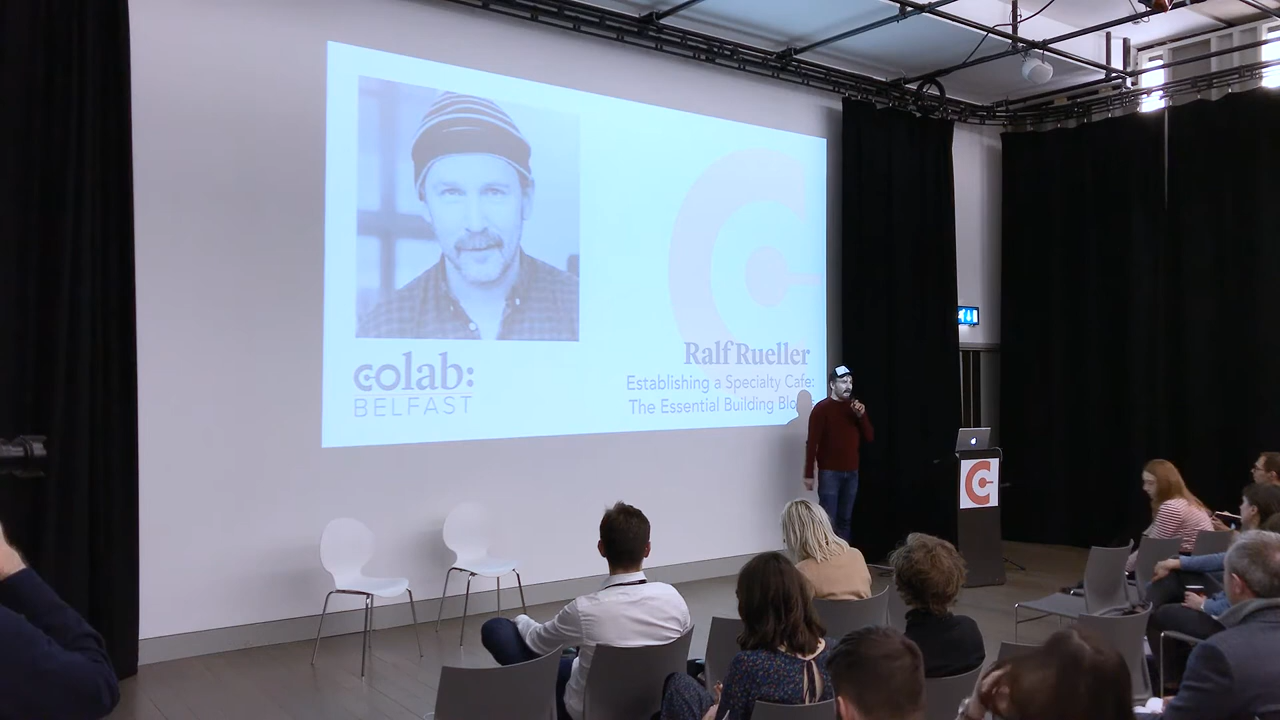 colab:
BELFAST
Ralf Rueller
Establishing a Specialty Cafe:
The Essential Building